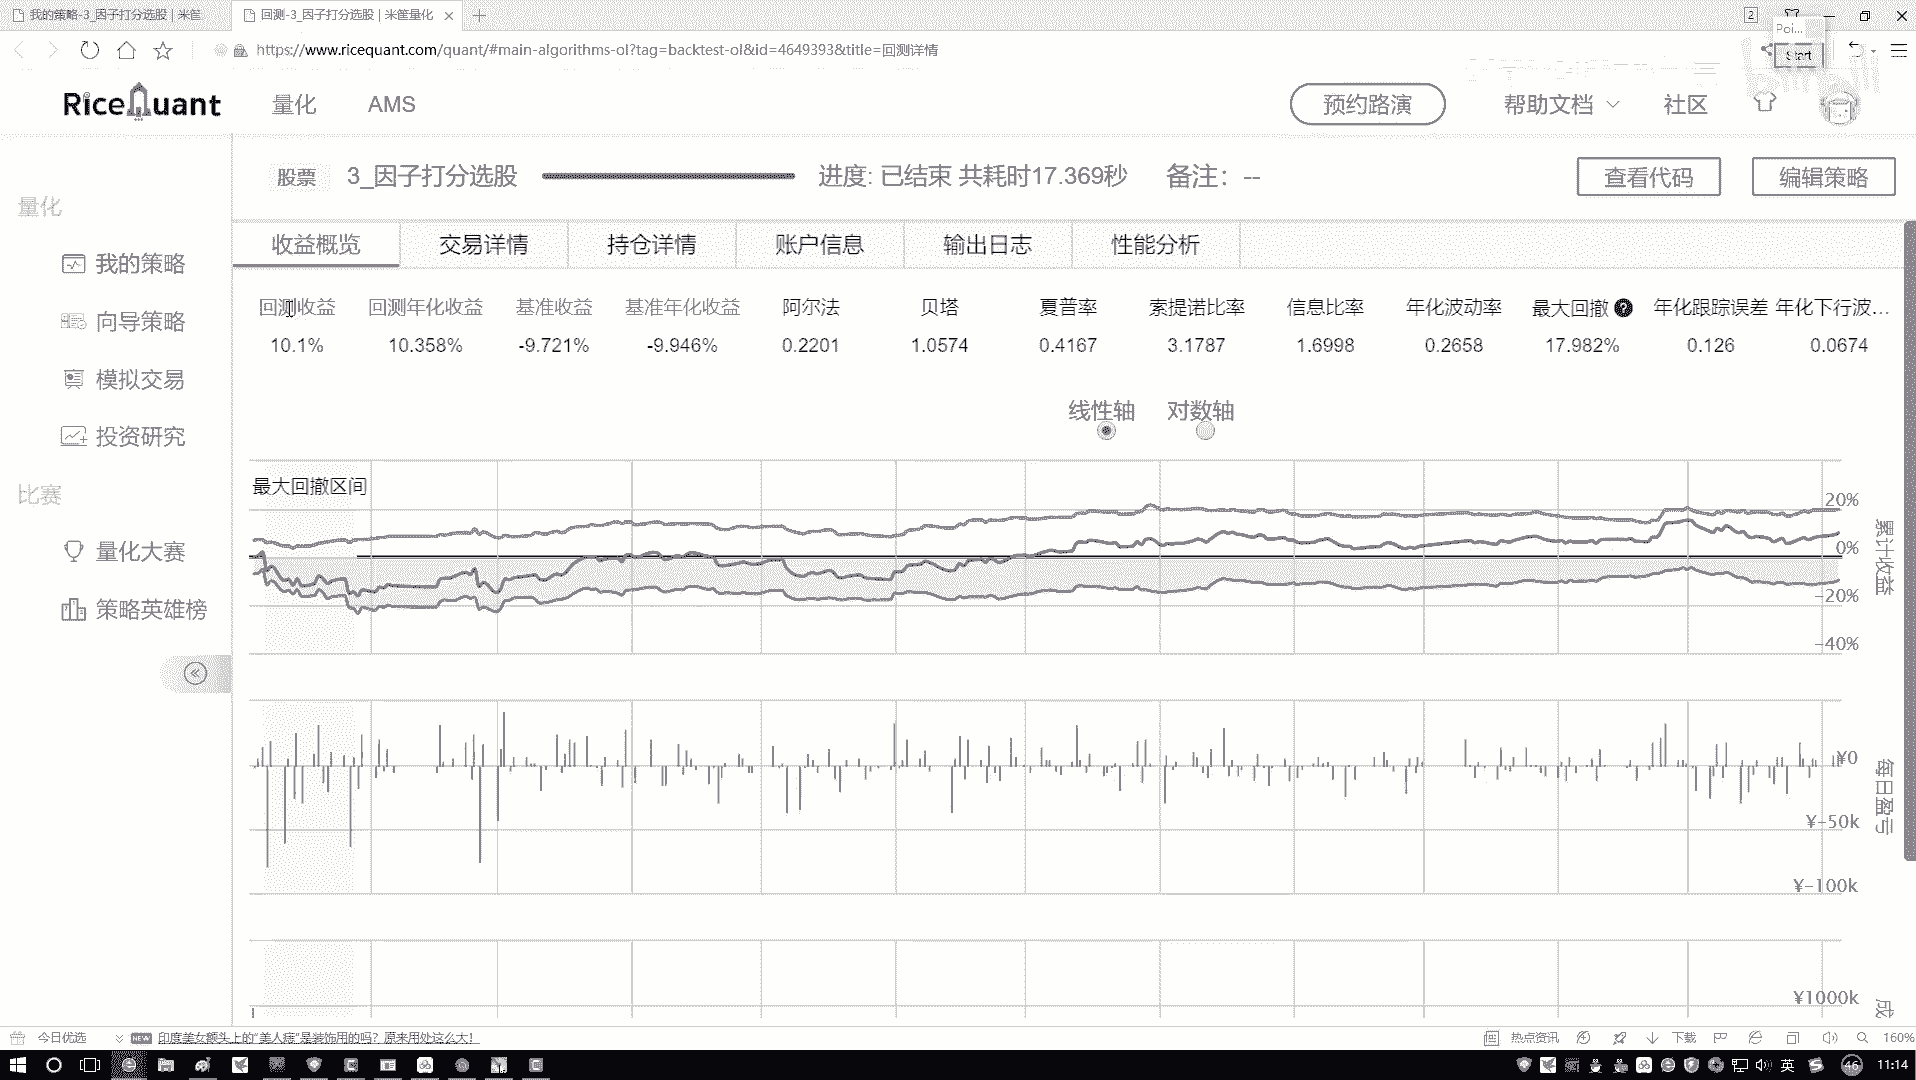 我的策略-3_因子打分选股 | 米筐
回测-3_因子打分选股 | 米筐量化
2
Poi...
Start
https://www.ricequant.com/quant/#main-algorithms-ol?tag=backtest-ol&id=4649393&title=回测详情
RiceQuant
量化
AMS
预约路演
帮助文档
社区
股票
3_因子打分选股
进度: 已结束 共耗时17.369秒
备注： --
查看代码
编辑策略
量化
我的策略
向导策略
模拟交易
投资研究
比赛
量化大赛
策略英雄榜
收益概览
交易详情
持仓详情
账户信息
输出日志
性能分析
回测收益 回测年化收益 基准收益 基准年化收益 阿尔法 贝塔 夏普率 索提诺比率 信息比率 年化波动率 最大回撤 年化跟踪误差 年化下行波...
10.1% 10.358% -9.721% -9.946% 0.2201 1.0574 0.4167 3.1787 1.6998 0.2658 17.982% 0.126 0.0674
线性轴 对数轴
最大回撤区间
20%
0%
-20%
-40%
累计收益
¥0
¥-50k
¥-100k
每日盈亏
¥1000k
今日优选
NEW
印度美女额头上的“美人痣”是装饰用的吗？原来用处这么大！
热点资讯
下载
160%
英
46
11:14